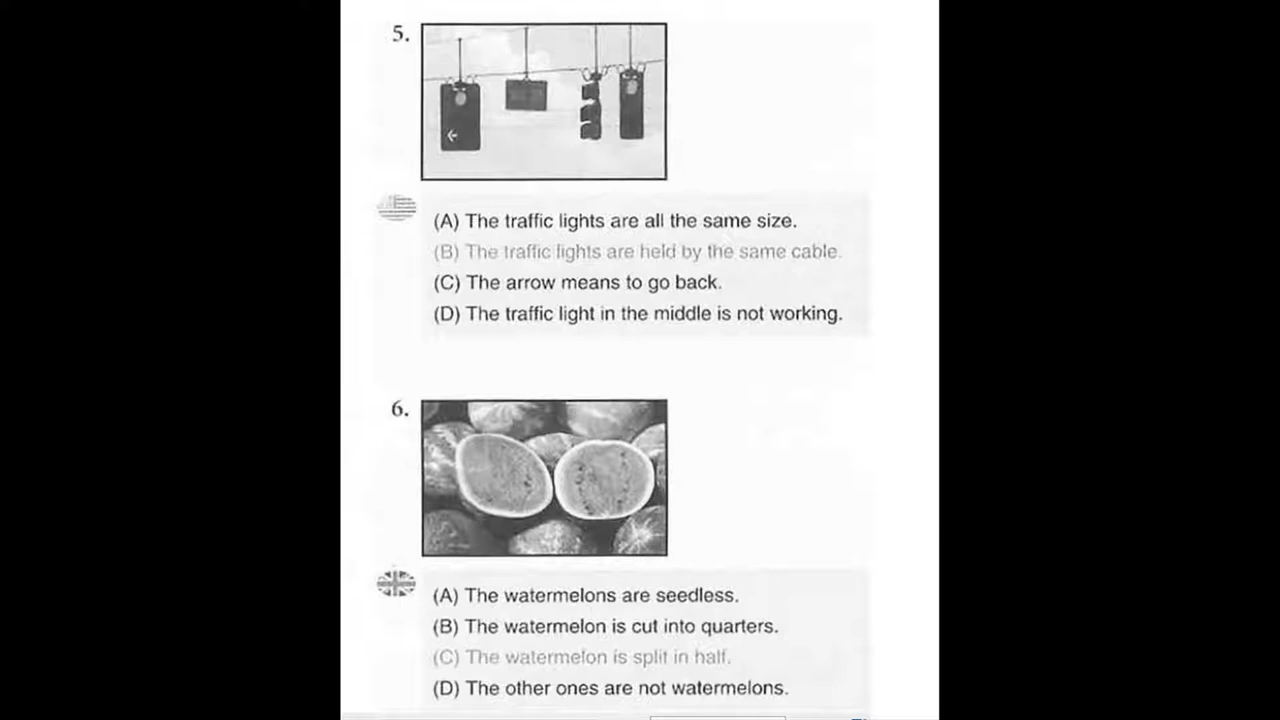 5.
(A) The traffic lights are all the same size.
(B) The traffic lights are held by the same cable.
(C) The arrow means to go back.
(D) The traffic light in the middle is not working.
6.
(A) The watermelons are seedless.
(B) The watermelon is cut into quarters.
(C) The watermelon is split in half.
(D) The other ones are not watermelons.